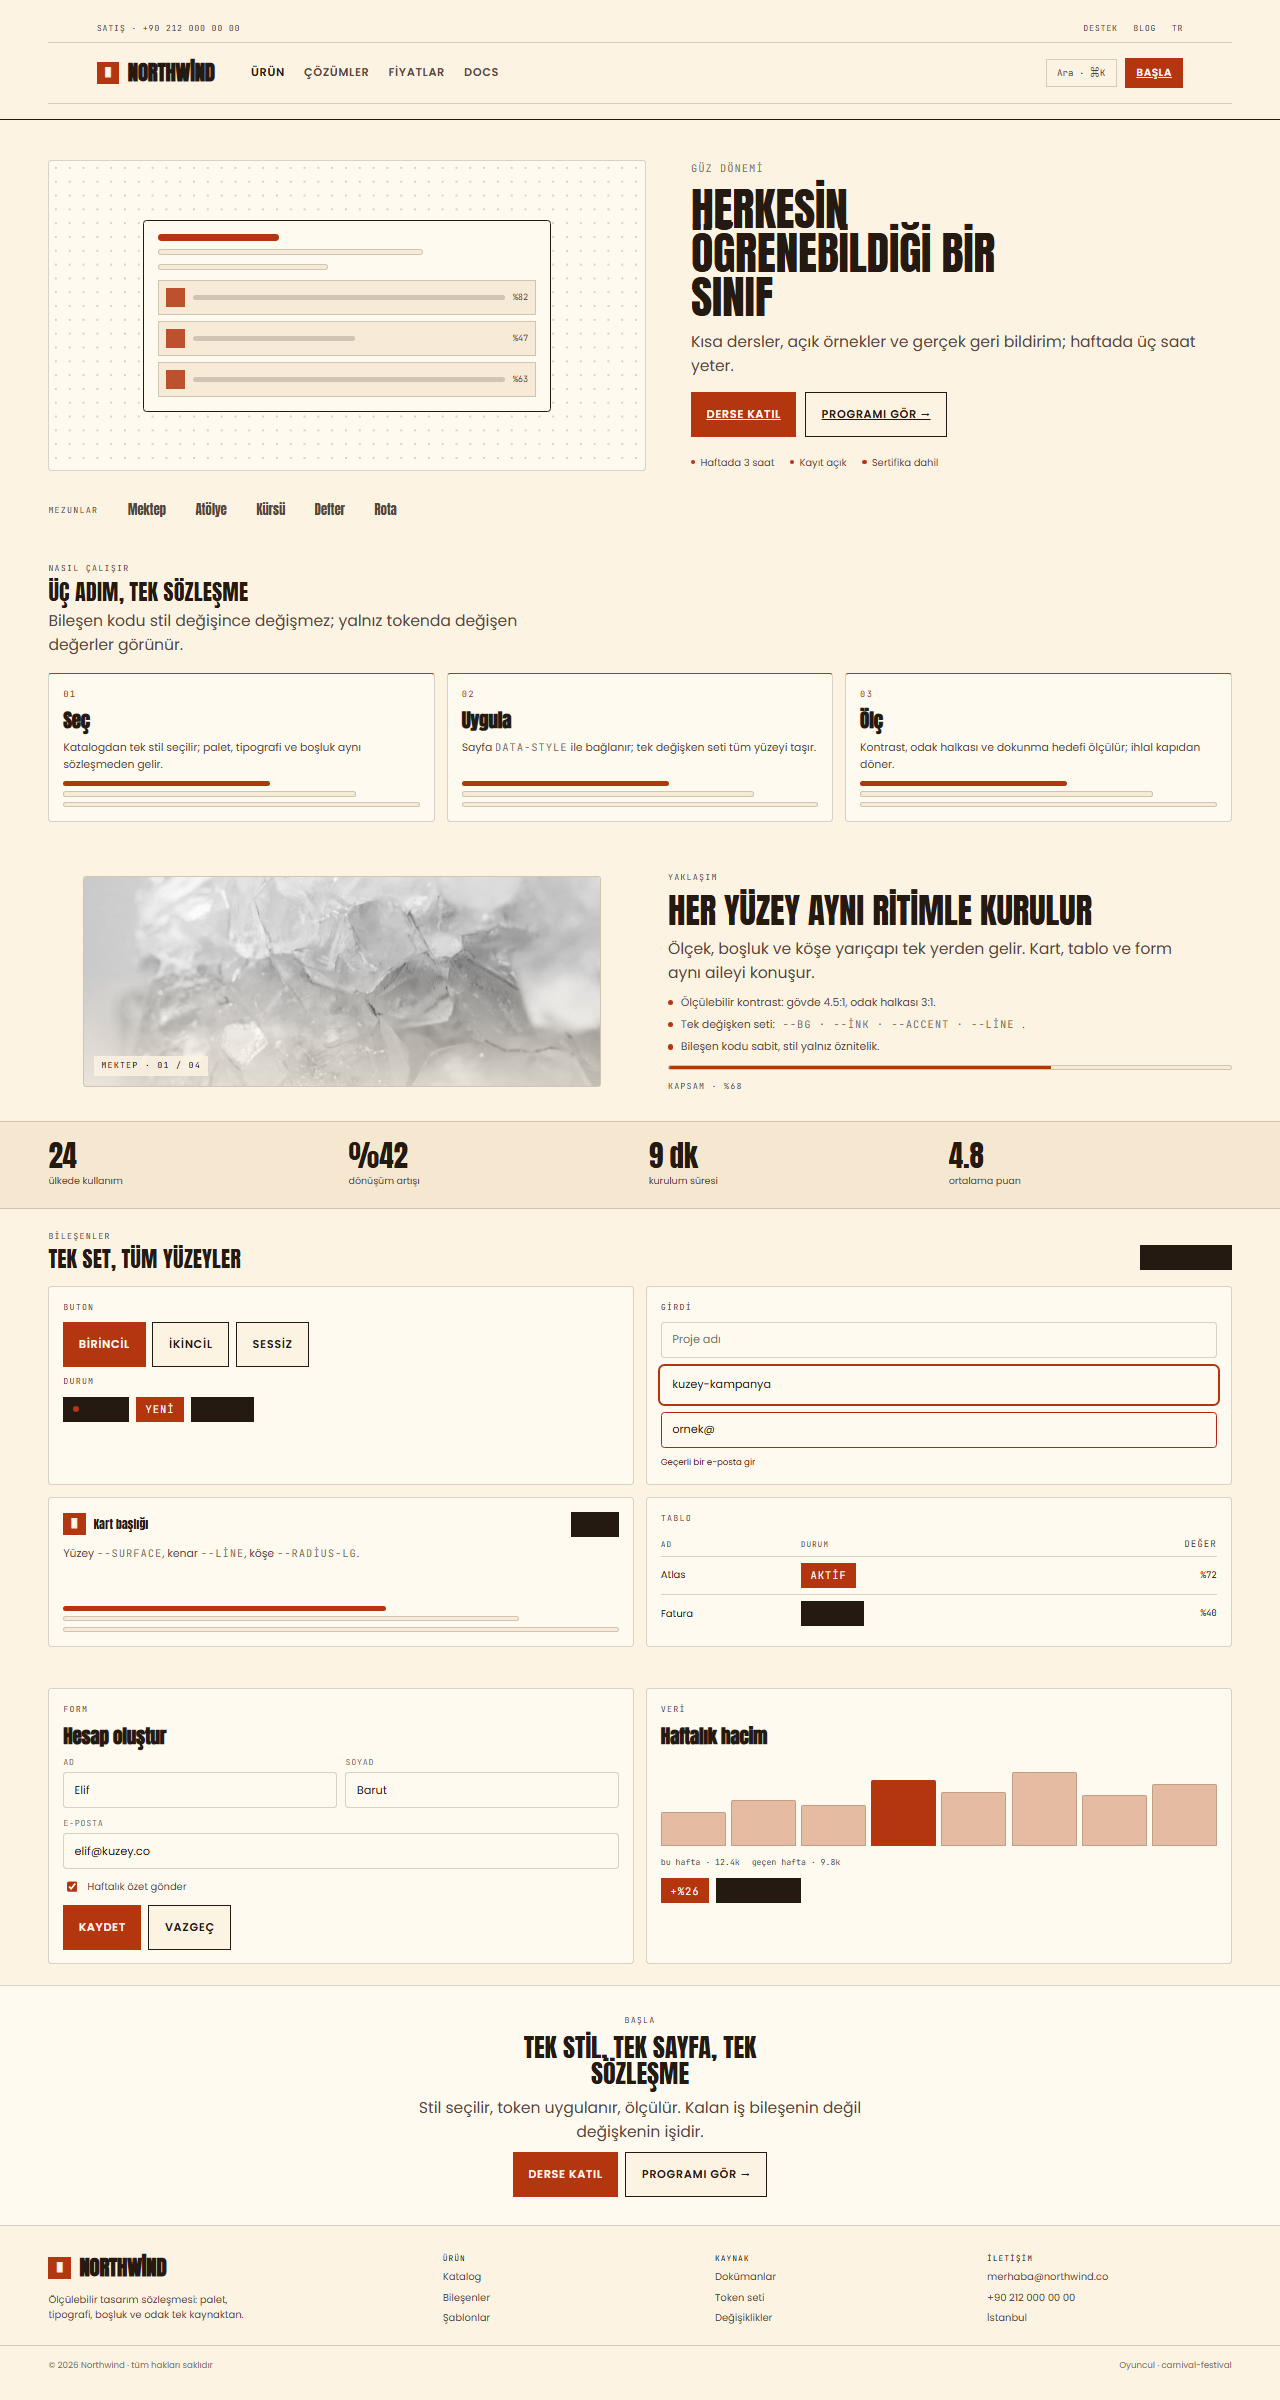 SATIŞ · +90 212 000 00 00
DESTEK BLOG TR
NORTHWİND ÜRÜN ÇÖZÜMLER FİYATLAR DOCS Ara · ⌘K BAŞLA
%82
%47
%63
GÜZ DÖNEMİ
HERKESİN
ÖĞRENEBİLDİĞİ BİR
SINIF
Kısa dersler, açık örnekler ve gerçek geri bildirim; haftada üç saat
yeter.
DERSE KATIL PROGRAMI GÖR →
Haftada 3 saat Kayıt açık Sertifika dahil
MEZUNLAR Mektep Atölye Kürsü Defter Rota
NASIL ÇALIŞIR
ÜÇ ADIM, TEK SÖZLEŞME
Bileşen kodu stil değişince değişmez; yalnız tokenda değişen
değerler görünür.
01
Seç
Katalogdan tek stil seçilir; palet, tipografi ve boşluk aynı
sözleşmeden gelir.
02
Uygula
Sayfa DATA-STYLE ile bağlanır; tek değişken seti tüm yüzeyi taşır.
03
Ölç
Kontrast, odak halkası ve dokunma hedefi ölçülür; ihlal kapıdan
döner.
MEKTEP · 01 / 04
YAKLAŞIM
HER YÜZEY AYNI RİTİMLE KURULUR
Ölçek, boşluk ve köşe yarıçapı tek yerden gelir. Kart, tablo ve form
aynı aileyi konuşur.
Ölçülebilir kontrast: gövde 4.5:1, odak halkası 3:1.
Tek değişken seti: --BG · --İNK · --ACCENT · --LİNE .
Bileşen kodu sabit, stil yalnız öznitelik.
KAPSAM · %68
24
ülkede kullanım
%42
dönüşüm artışı
9 dk
kurulum süresi
4.8
ortalama puan
BİLEŞENLER
TEK SET, TÜM YÜZEYLER
BUTON
BİRİNCİL İKİNCİL SESSİZ
DURUM
YENİ
GİRDİ
Proje adı
kuzey-kampanya
ornek@
Geçerli bir e-posta gir
Kart başlığı
Yüzey --SURFACE, kenar --LİNE, köşe --RADİUS-LG.
TABLO
AD DURUM DEĞER
Atlas AKTİF %72
Fatura %40
FORM
Hesap oluştur
AD SOYAD
Elif Barut
E-POSTA
elif@kuzey.co
Haftalık özet gönder
KAYDET VAZGEÇ
VERİ
Haftalık hacim
bu hafta · 12.4k geçen hafta · 9.8k
+%26
BAŞLA
TEK STİL, TEK SAYFA, TEK
SÖZLEŞME
Stil seçilir, token uygulanır, ölçülür. Kalan iş bileşenin değil
değişkenin işidir.
DERSE KATIL PROGRAMI GÖR →
NORTHWİND
Ölçülebilir tasarım sözleşmesi: palet,
tipografi, boşluk ve odak tek kaynaktan.
ÜRÜN
Katalog
Bileşenler
Şablonlar
KAYNAK
Dokümanlar
Token seti
Değişiklikler
İLETİŞİM
merhaba@northwind.co
+90 212 000 00 00
İstanbul
© 2026 Northwind · tüm hakları saklıdır
Oyuncul · carnival-festival